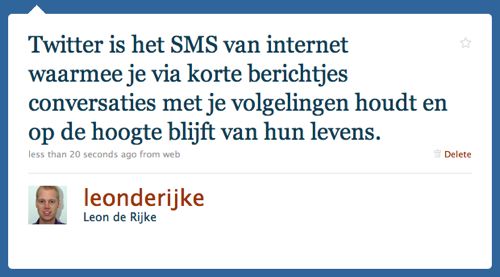 Twitter is het SMS van internet
waarmee je via korte berichtjes
conversaties met je volgelingen houdt en
op de hoogte blijft van hun levens.
less than 20 seconds ago from web
Delete
leonderijke
Leon de Rijke